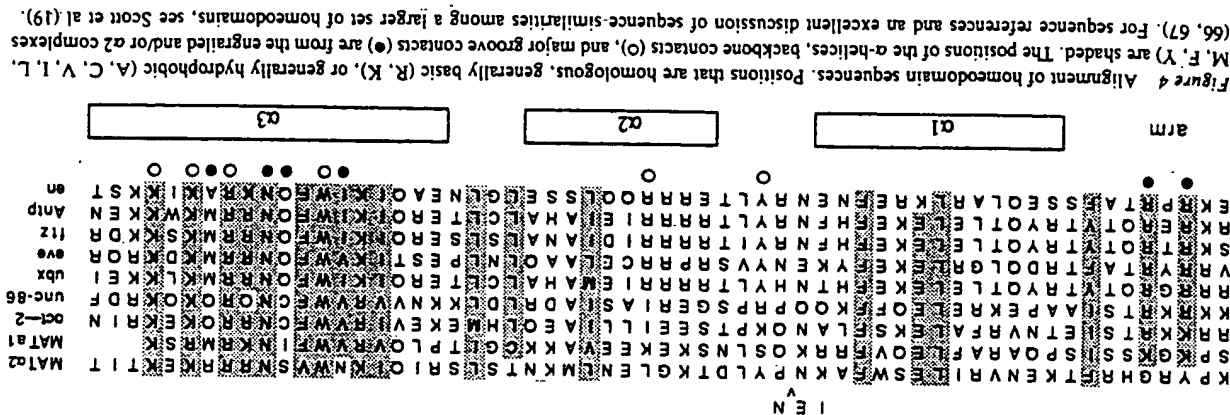 I E N
v
MATα2 K P Y R G H R F T K E N V R I L E S W F A K N P Y L D T K G L E N L M K N T S L S R I Q I K N W V S N R R R K E K T I T
MATa1 S P K G K S S I S P Q A R A F L E Q V F R R K Q S L N S K E K E E V A K K C G I T P L Q V R V W F I N K R M R S K
oct-2 R R K K R T S I E T N V R F A L E K S F L A N Q K P T S E E I L L I A E Q L H M E K E V I R V W F C N R R Q K E K R I N
unc-86 R K R K R T S I A A P E K R E L E Q F F K Q Q P R P S G E R I A S I A D R L D L K K N V V R V W F C N Q R Q K Q K R D F
ubx R R R G R Q T Y T R Y Q T L E L E K E F H T N H Y L T R R R R I E M A H A L C L T E R Q I K I W F Q N R R M K L K K E I
eve V R R Y R T A F T R D Q L G R L E K E F Y K E N Y V S R P R R C E L A A Q L N L P E S T I K V W F Q N R R M K D K R Q R
ftz S K R T R Q T Y T R Y Q T L E L E K E F H F N R Y I T R R R R I D I A N A L S L S E R Q I K I W F Q N R R M K S K K D R
Antp R K R E R Q T Y T R Y Q T L E L E K E F H F N R Y L T R R R R I E I A H A L C L T E R Q I K I W F Q N R R M K W K K E N
en E K R P R T A F S S E Q L A R L K R E F N E N R Y L T E R R R Q Q L S S E L G L N E A Q I K I W F Q N K R A K I K K S T
arm α1 α2 α3
Figure 4 Alignment of homeodomain sequences. Positions that are homologous, generally basic (R, K), or generally hydrophobic (A, C, V, I, L,
M, F, Y) are shaded. The positions of the α-helices, backbone contacts (○), and major groove contacts (●) are from the engrailed and/or α2 complexes
(66, 67). For sequence references and an excellent discussion of sequence-similarities among a larger set of homeodomains, see Scott et al (19).